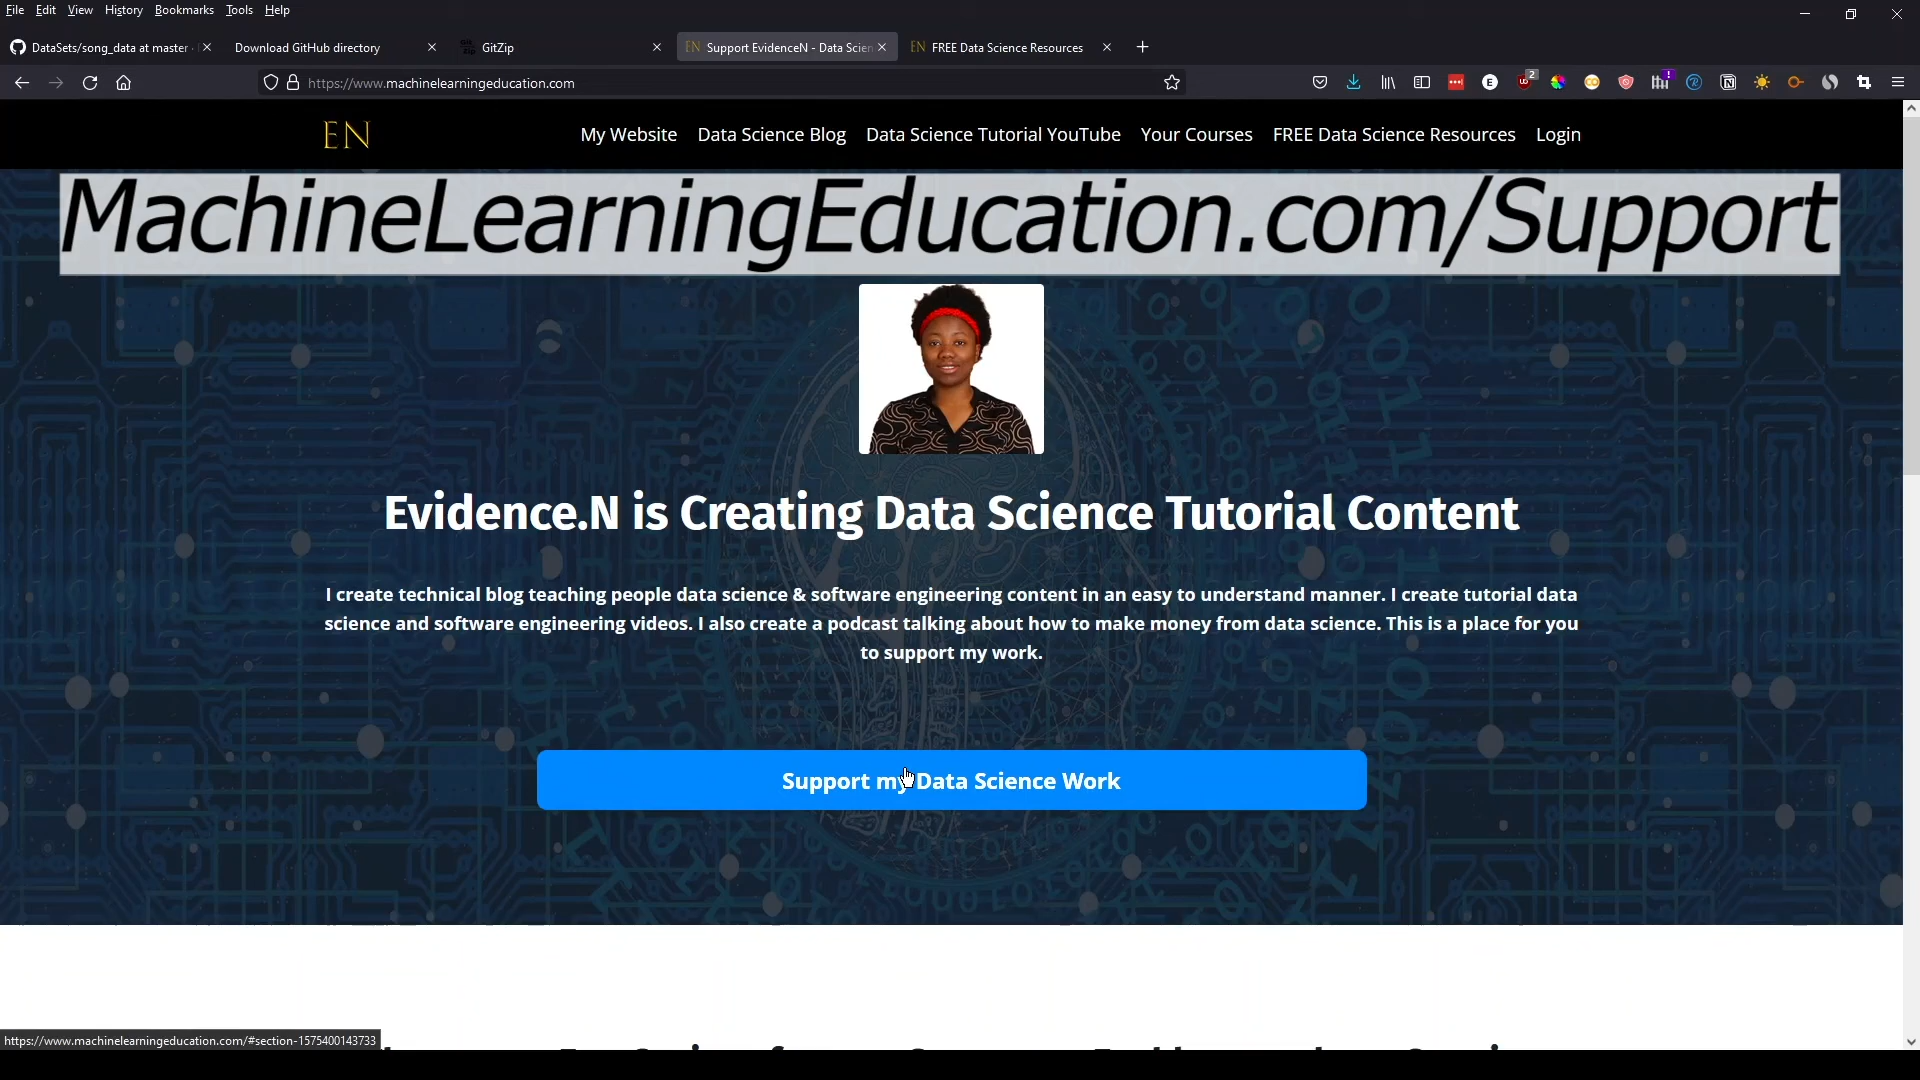 File Edit View History Bookmarks Tools Help
DataSets/song_data at master
Download GitHub directory
GitZip
EN Support EvidenceN - Data Scien
EN FREE Data Science Resources
https://www.machinelearningeducation.com
EN
My Website Data Science Blog Data Science Tutorial YouTube Your Courses FREE Data Science Resources Login
MachineLearningEducation.com/Support
Evidence.N is Creating Data Science Tutorial Content
I create technical blog teaching people data science & software engineering content in an easy to understand manner. I create tutorial data
science and software engineering videos. I also create a podcast talking about how to make money from data science. This is a place for you
to support my work.
Support my Data Science Work
https://www.machinelearningeducation.com/#section-1575400143733